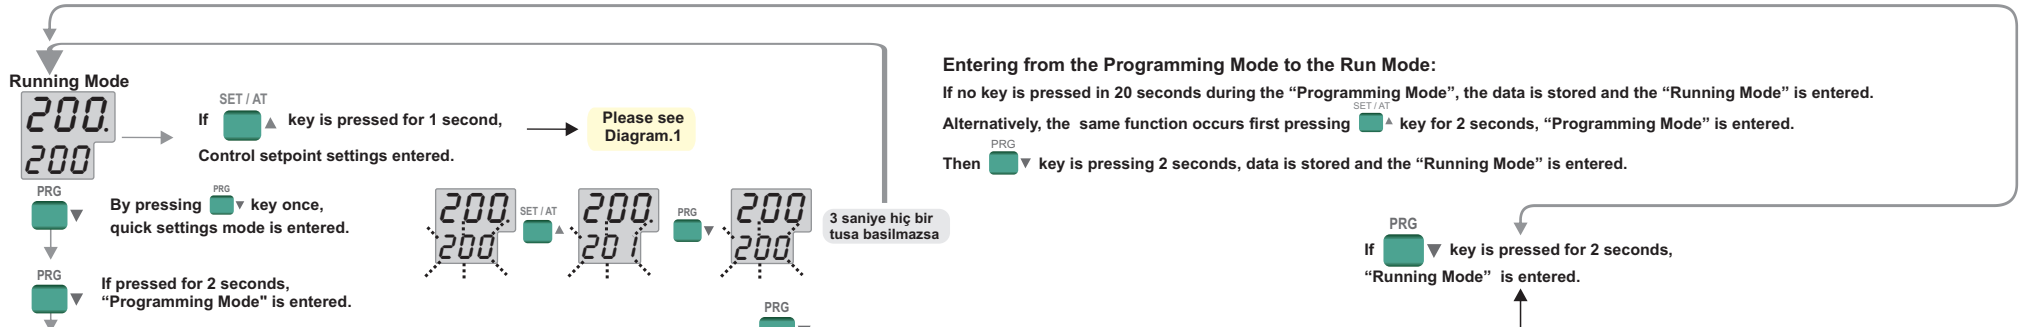 Running Mode
200.
200
SET / AT
If key is pressed for 1 second,
Control setpoint settings entered.
Please see
Diagram.1
PRG
By pressing PRG key once,
quick settings mode is entered.
200.
200
SET / AT
200.
201
PRG
200
200
3 saniye hiç bir
tusa basilmazsa
PRG
If pressed for 2 seconds,
“Programming Mode" is entered.
PRG
Entering from the Programming Mode to the Run Mode:
If no key is pressed in 20 seconds during the “Programming Mode”, the data is stored and the “Running Mode” is entered.
SET / AT
Alternatively, the same function occurs first pressing key for 2 seconds, “Programming Mode” is entered.
PRG
Then key is pressing 2 seconds, data is stored and the “Running Mode” is entered.
PRG
If key is pressed for 2 seconds,
“Running Mode” is entered.